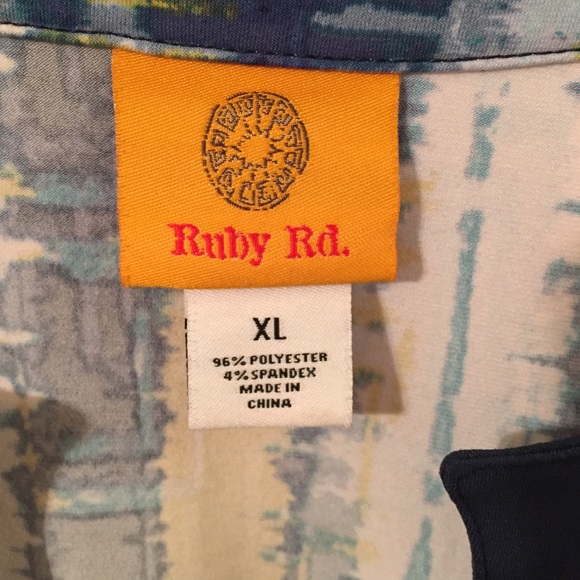 Ruby Rd.
XL
96% POLYESTER
4% SPANDEX
MADE IN
CHINA